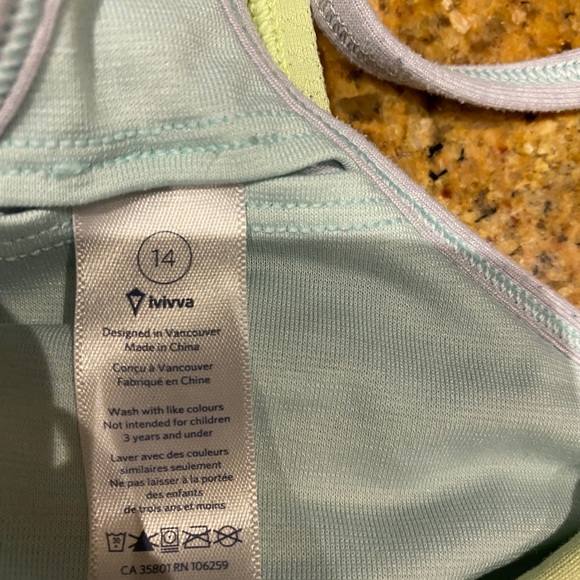 14
ivivva
Designed in Vancouver
Made in China
Conçu à Vancouver
Fabriqué en Chine
Wash with like colours
Not intended for children
3 years and under
Laver avec des couleurs
similaires seulement
Ne pas laisser à la portée
des enfants
de trois ans et moins
30
CA 35801 RN 106259